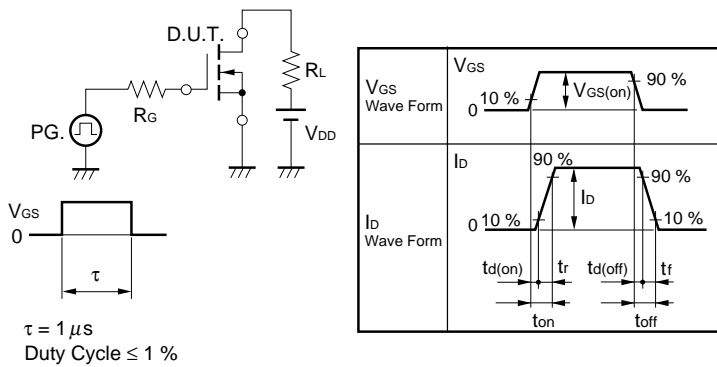 D.U.T.
RL
RG
PG.
VDD
VGS
0
τ
τ = 1 μs
Duty Cycle ≤ 1 %
VGS
Wave Form
VGS
10 %
0
VGS(on)
90 %
ID
Wave Form
ID
90 %
90 %
ID
0 10 %
10 %
td(on) tr td(off) tf
ton toff